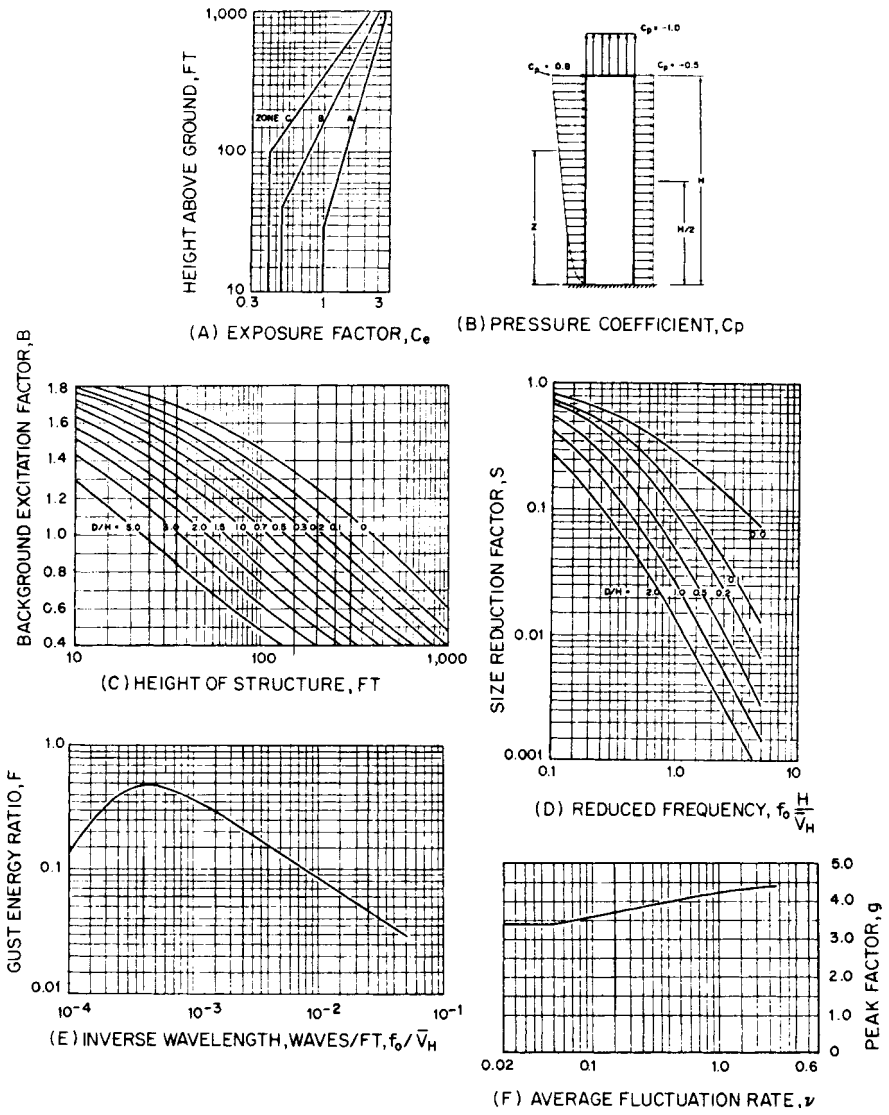 1,000
100
10
HEIGHT ABOVE GROUND, FT
ZONE C B A
0.3 1 3
(A) EXPOSURE FACTOR, Ce
Cp = -1.0
Cp = 0.8
Cp = -0.5
Z
H
H/2
(B) PRESSURE COEFFICIENT, Cp
BACKGROUND EXCITATION FACTOR, B
1.8
1.6
1.4
1.2
1.0
0.8
0.6
0.4
D/H = 5.0 3.0 2.0 1.5 1.0 0.7 0.5 0.3 0.2 0.1 0
10 100 1,000
(C) HEIGHT OF STRUCTURE, FT
SIZE REDUCTION FACTOR, S
1.0
0.1
0.01
0.001
0.0
0.1
D/H = 2.0 1.0 0.5 0.2
0.1 1.0 10
(D) REDUCED FREQUENCY, fo H/V̄H
GUST ENERGY RATIO, F
1.0
0.1
0.01
10-4 10-3 10-2 10-1
(E) INVERSE WAVELENGTH, WAVES/FT, fo/V̄H
5.0
4.0
3.0
2.0
1.0
0
PEAK FACTOR, g
0.02 0.1 1.0 0.6
(F) AVERAGE FLUCTUATION RATE, ν